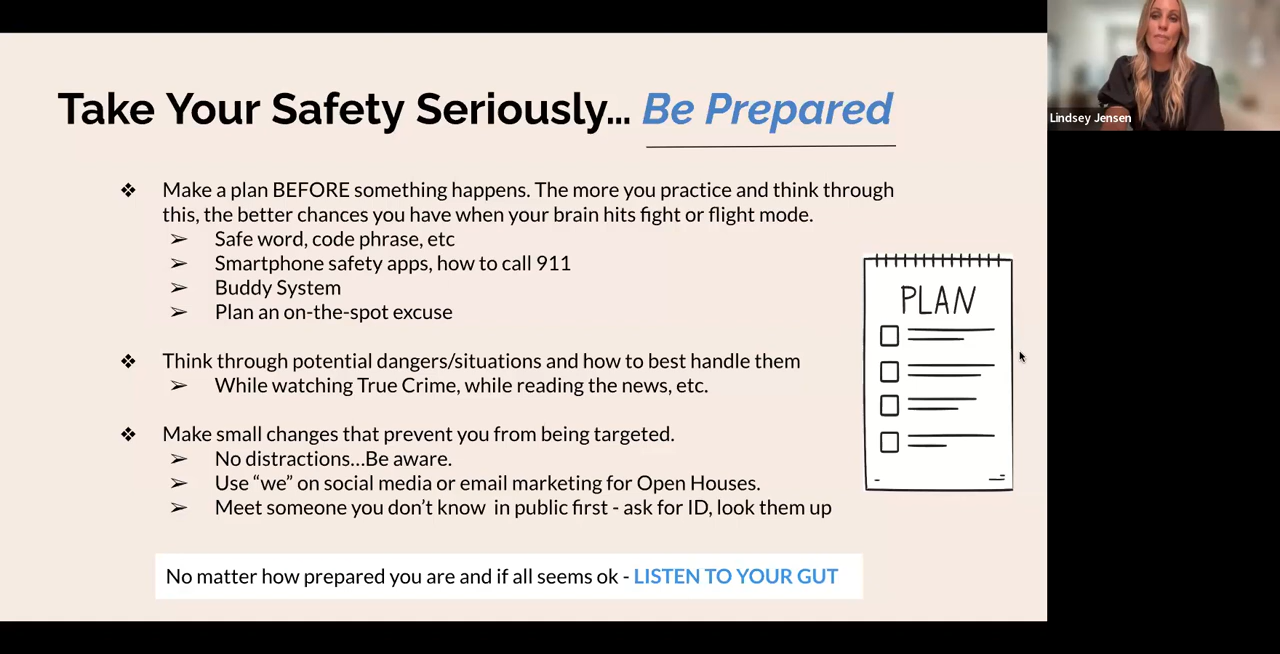 Take Your Safety Seriously... Be Prepared
Lindsey Jensen
❖ Make a plan BEFORE something happens. The more you practice and think through
this, the better chances you have when your brain hits fight or flight mode.
➢ Safe word, code phrase, etc
➢ Smartphone safety apps, how to call 911
➢ Buddy System
➢ Plan an on-the-spot excuse
❖ Think through potential dangers/situations and how to best handle them
➢ While watching True Crime, while reading the news, etc.
❖ Make small changes that prevent you from being targeted.
➢ No distractions...Be aware.
➢ Use “we” on social media or email marketing for Open Houses.
➢ Meet someone you don’t know in public first - ask for ID, look them up
PLAN
No matter how prepared you are and if all seems ok - LISTEN TO YOUR GUT